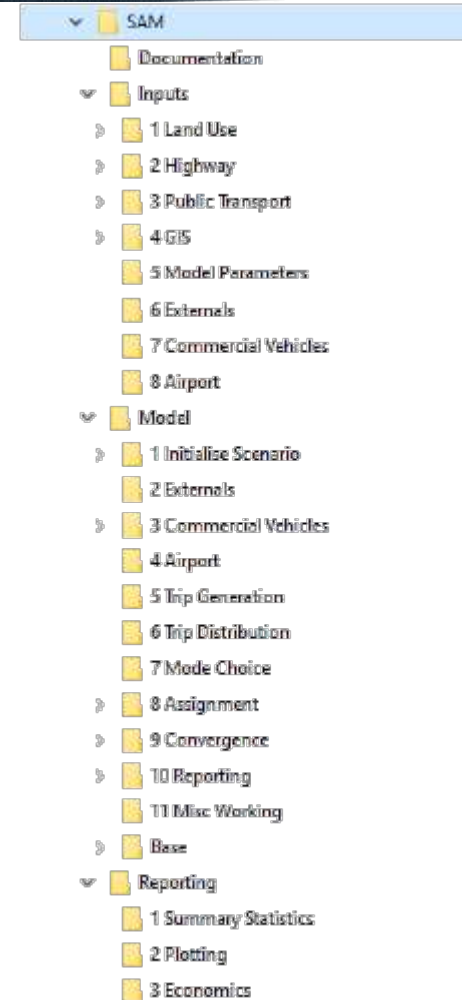 SAM
Documentation
Inputs
1 Land Use
2 Highway
3 Public Transport
4 GIS
5 Model Parameters
6 Externals
7 Commercial Vehicles
8 Airport
Model
1 Initialise Scenario
2 Externals
3 Commercial Vehicles
4 Airport
5 Trip Generation
6 Trip Distribution
7 Mode Choice
8 Assignment
9 Convergence
10 Reporting
11 Misc Working
Base
Reporting
1 Summary Statistics
2 Plotting
3 Economics